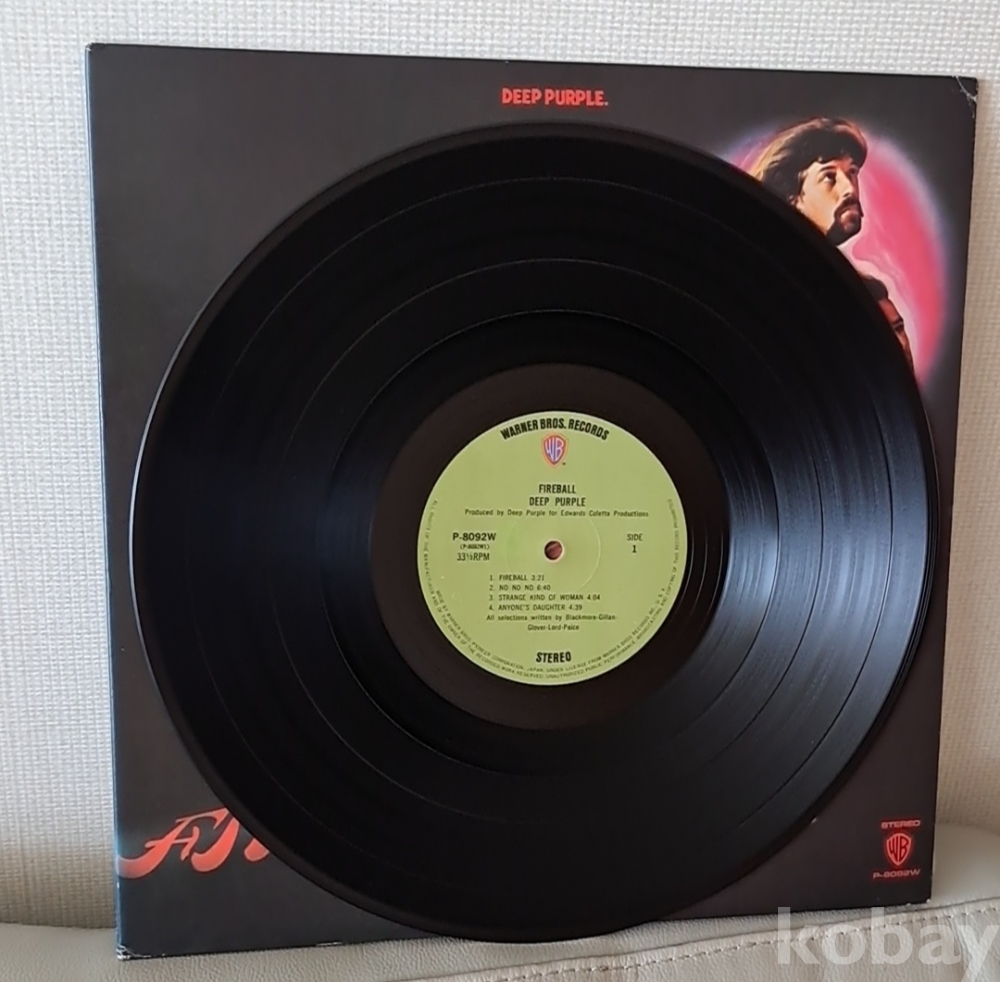 DEEP PURPLE.
WARNER BROS. RECORDS
WB
FIREBALL
DEEP PURPLE
Produced by Deep Purple for Edwards Coletta Productions
P-8092W
(P-8092W1)
33⅓RPM
SIDE
1
1. FIREBALL 3:21
2. NO NO NO 6:40
3. STRANGE KIND OF WOMAN 4:04
4. ANYONE'S DAUGHTER 4:39
All selections written by Blackmore-Gillan-
Glover-Lord-Paice
STEREO
STEREO
WB
P-8092W
kobay